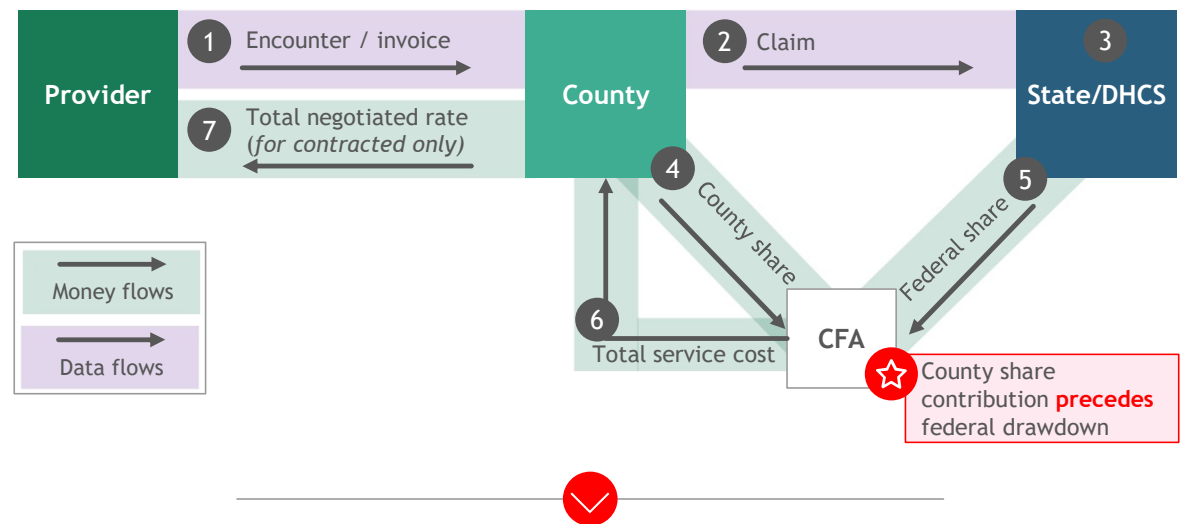 1
Encounter / invoice
2
Claim
3
Provider
County
State/DHCS
7
Total negotiated rate
(for contracted only)
4
County share
5
Federal share
Money flows
Data flows
6
Total service cost
CFA
County share
contribution precedes
federal drawdown